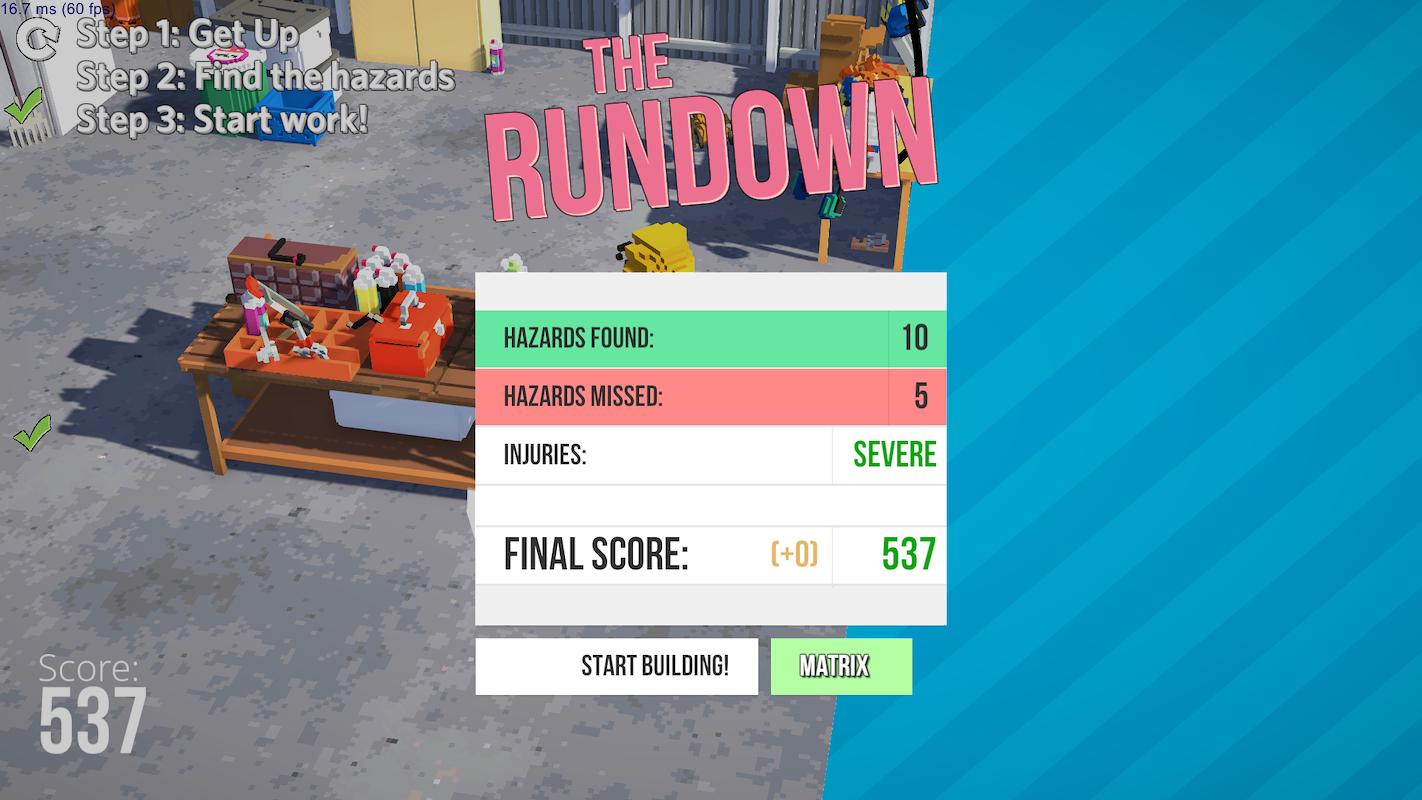 16.7 ms (60 fps)
Step 1: Get Up
Step 2: Find the hazards
Step 3: Start work!
THE
RUNDOWN
HAZARDS FOUND: 10
HAZARDS MISSED: 5
INJURIES: SEVERE
FINAL SCORE: (+0) 537
START BUILDING! MATRIX
Score:
537